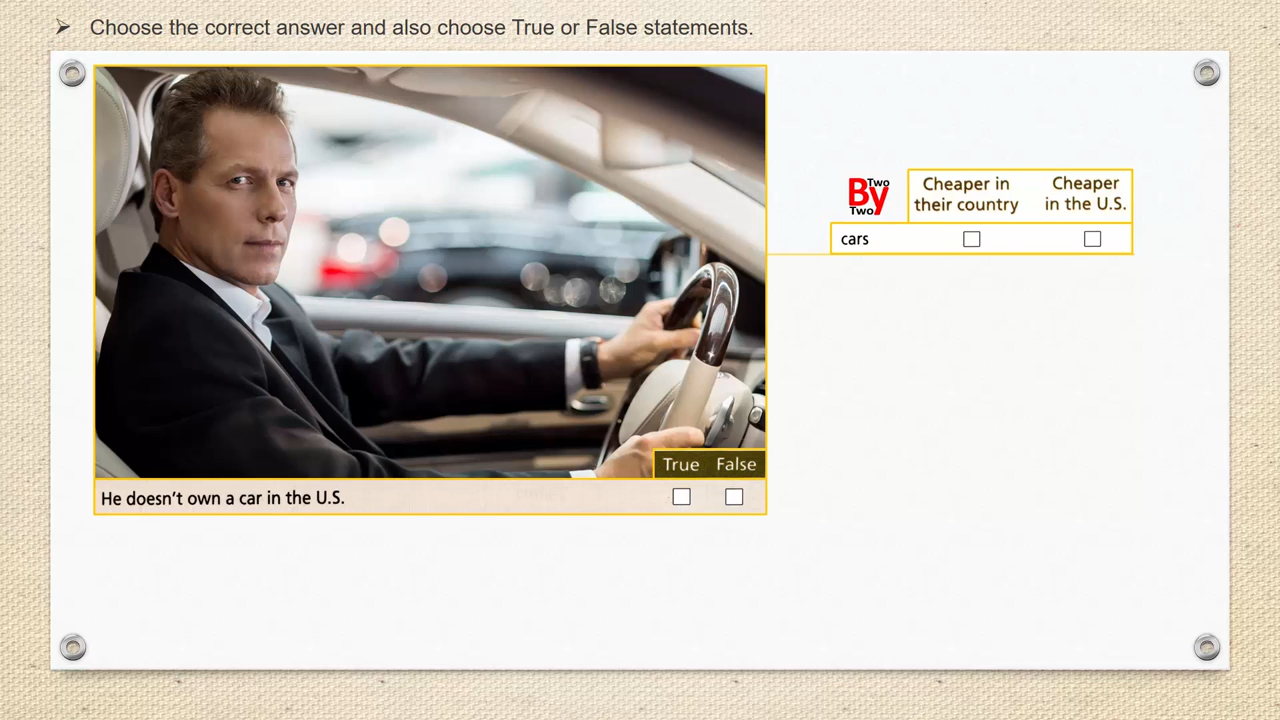 Choose the correct answer and also choose True or False statements.
Two
By
Two
Cheaper in
their country
Cheaper
in the U.S.
cars
True False
He doesn't own a car in the U.S.